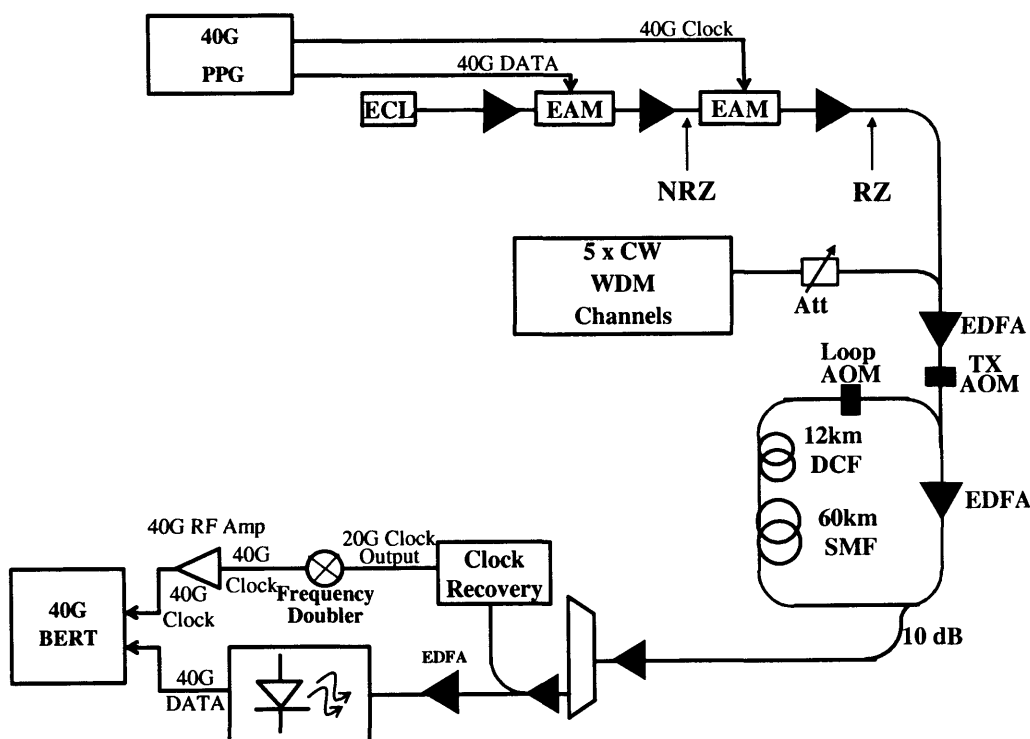 40G
PPG
40G Clock
40G DATA
ECL
EAM
EAM
NRZ
RZ
5 x CW
WDM
Channels
Att
EDFA
TX
AOM
Loop
AOM
12km
DCF
60km
SMF
EDFA
10 dB
40G RF Amp
40G
Clock
20G Clock
Output
Clock
Recovery
Frequency
Doubler
40G
Clock
40G
BERT
40G
DATA
EDFA